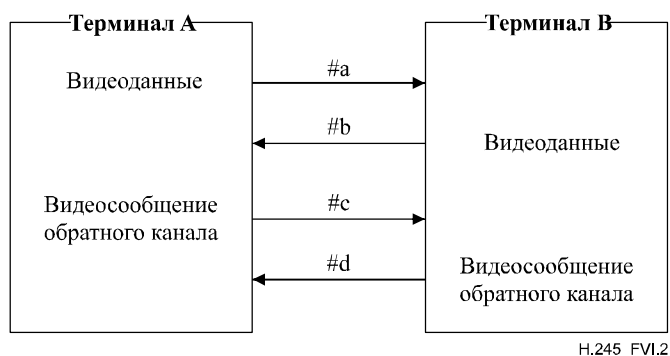 Терминал A
Терминал B
Видеоданные
#a
#b
Видеоданные
Видеосообщение
обратного канала
#c
#d
Видеосообщение
обратного канала
H.245 FVI.2